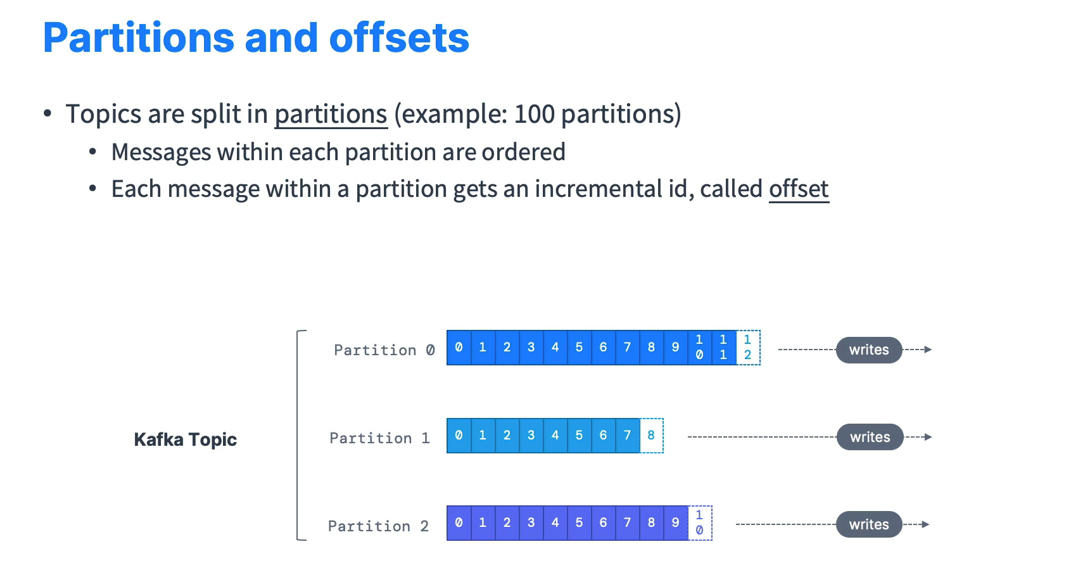 Partitions and offsets
• Topics are split in partitions (example: 100 partitions)
• Messages within each partition are ordered
• Each message within a partition gets an incremental id, called offset
Partition 0 0 1 2 3 4 5 6 7 8 9 10 11 12 writes
Kafka Topic
Partition 1 0 1 2 3 4 5 6 7 8 writes
Partition 2 0 1 2 3 4 5 6 7 8 9 10 writes